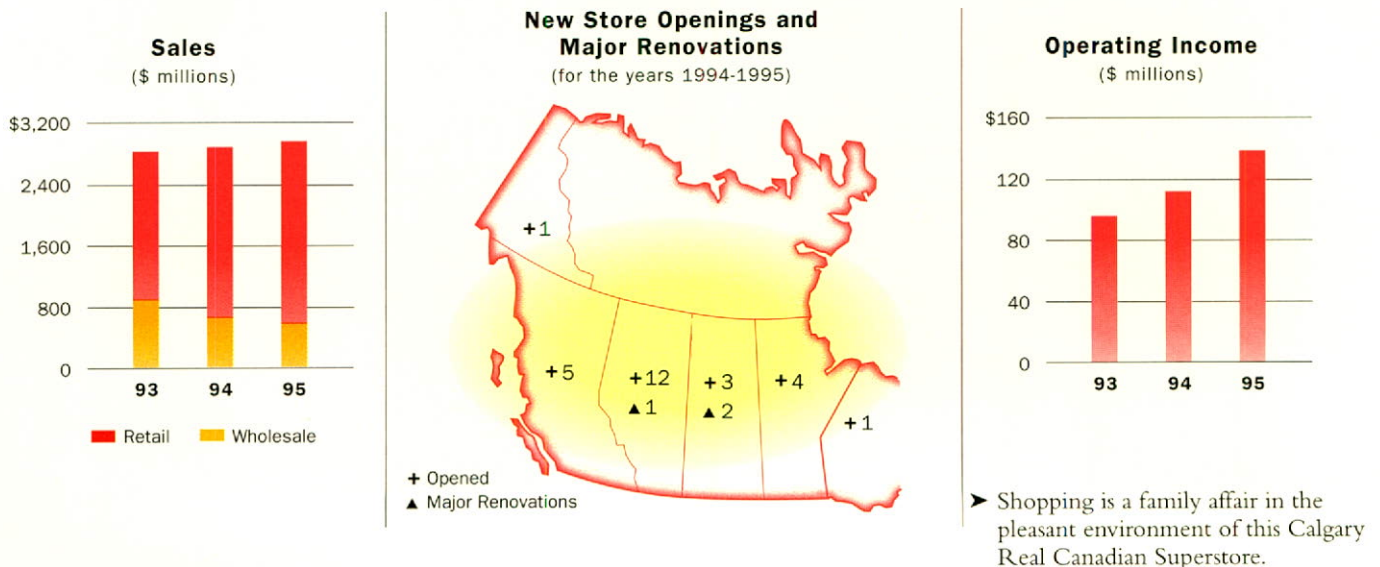 Sales
($ millions)
$3,200
2,400
1,600
800
0
93 94 95
Retail Wholesale
New Store Openings and
Major Renovations
(for the years 1994-1995)
+1
+5
+12
▲1
+3
▲2
+4
+1
+ Opened
▲ Major Renovations
Operating Income
($ millions)
$160
120
80
40
0
93 94 95
➤ Shopping is a family affair in the
pleasant environment of this Calgary
Real Canadian Superstore.